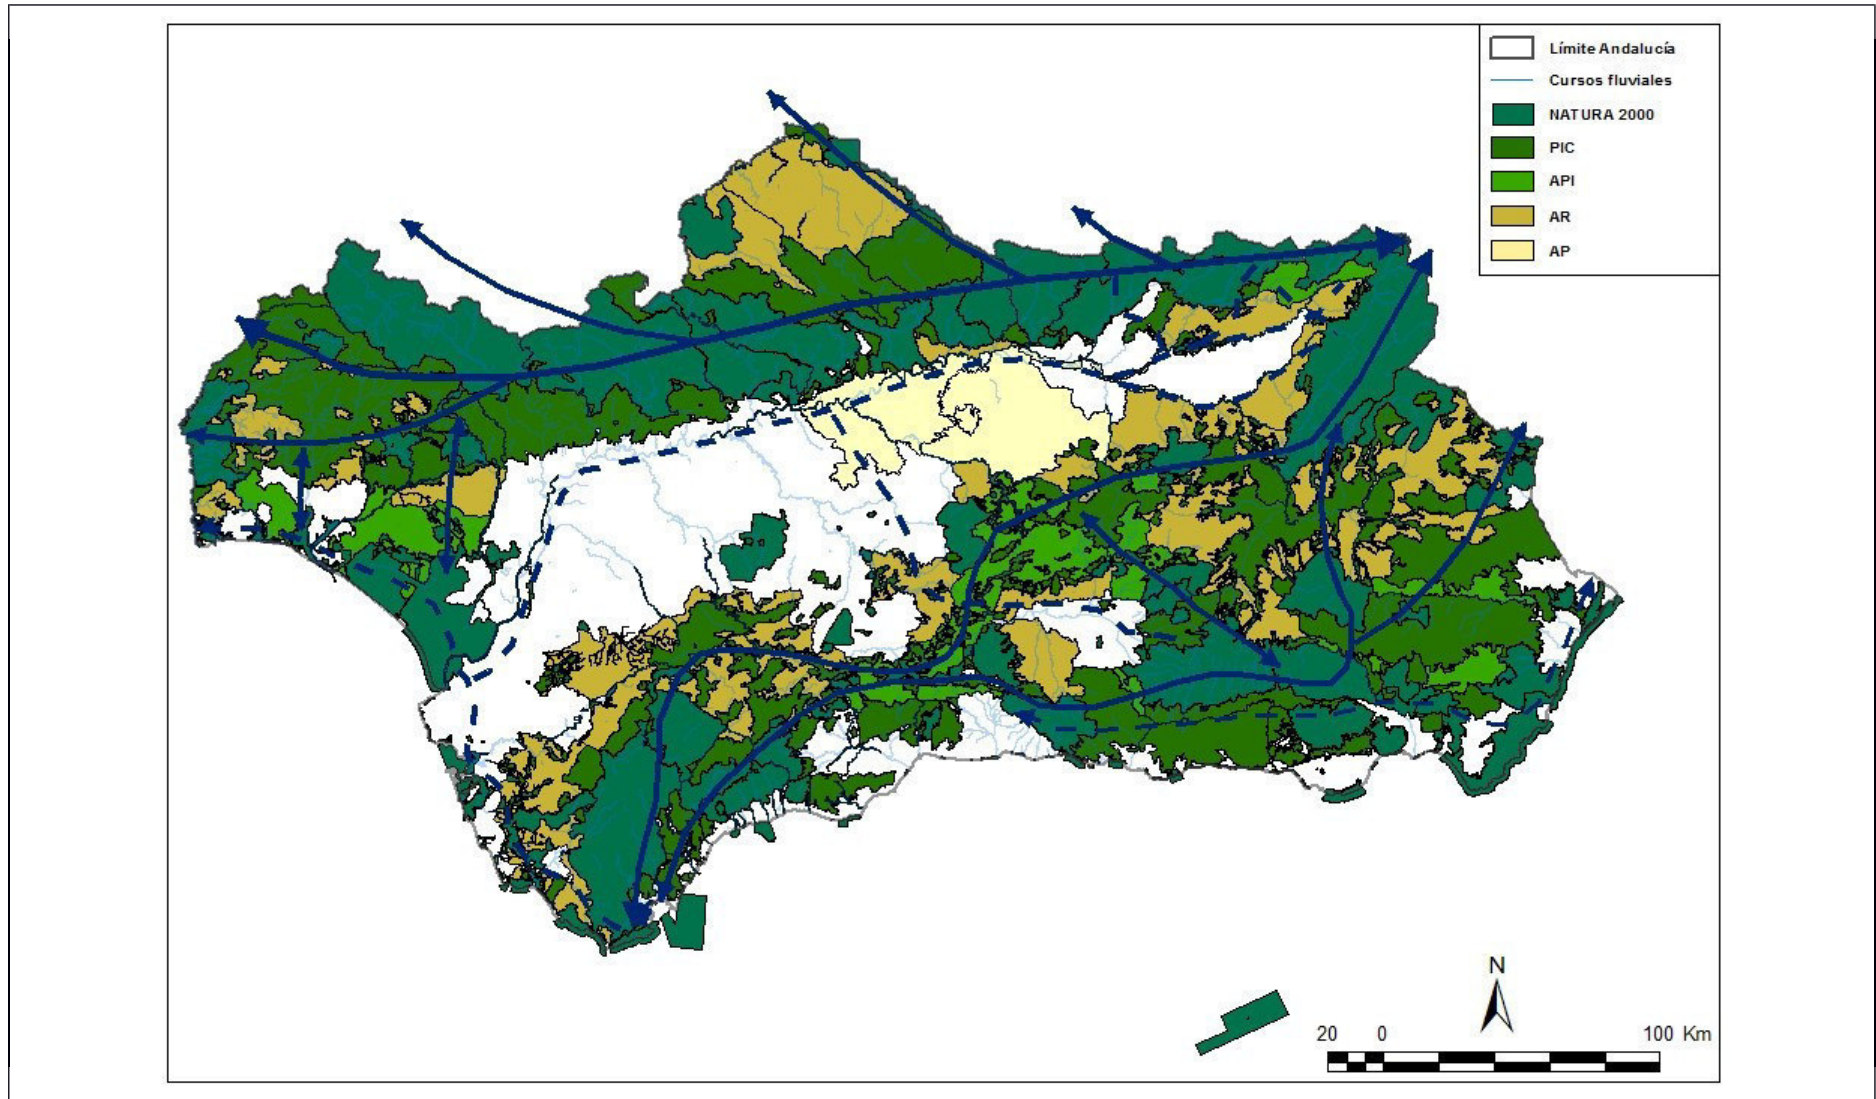 Límite Andalucía
Cursos fluviales
NATURA 2000
PIC
API
AR
AP
N
20 0 100 Km